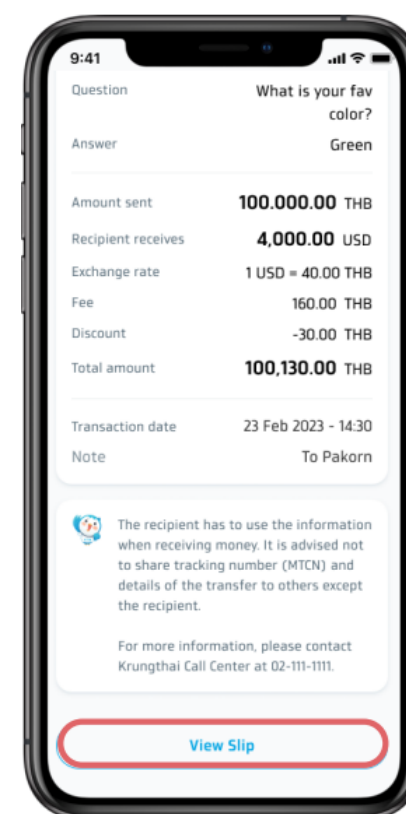 9:41
Question What is your fav
color?
Answer Green
Amount sent 100.000.00 THB
Recipient receives 4,000.00 USD
Exchange rate 1 USD = 40.00 THB
Fee 160.00 THB
Discount -30.00 THB
Total amount 100,130.00 THB
Transaction date 23 Feb 2023 - 14:30
Note To Pakorn
The recipient has to use the information
when receiving money. It is advised not
to share tracking number (MTCN) and
details of the transfer to others except
the recipient.
For more information, please contact
Krungthai Call Center at 02-111-1111.
View Slip